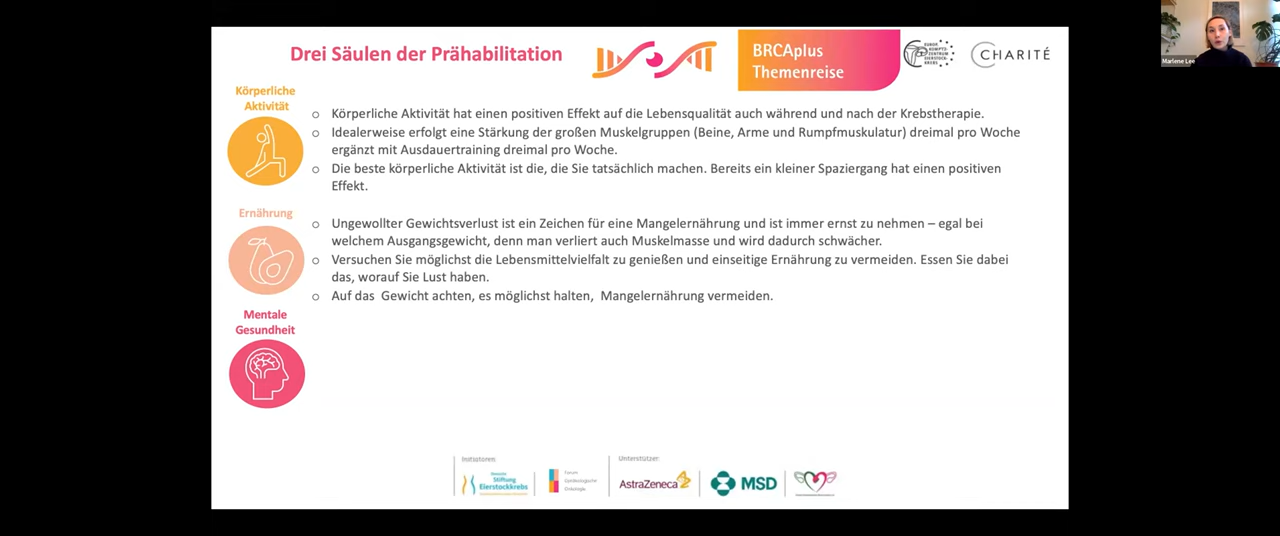 Drei Säulen der Prähabilitation
BRCAplus
Themenreise
CHARITÉ
Marlene Lee
Körperliche
Aktivität
o Körperliche Aktivität hat einen positiven Effekt auf die Lebensqualität auch während und nach der Krebstherapie.
o Idealerweise erfolgt eine Stärkung der großen Muskelgruppen (Beine, Arme und Rumpfmuskulatur) dreimal pro Woche
ergänzt mit Ausdauertraining dreimal pro Woche.
o Die beste körperliche Aktivität ist die, die Sie tatsächlich machen. Bereits ein kleiner Spaziergang hat einen positiven
Effekt.
Ernährung
o Ungewollter Gewichtsverlust ist ein Zeichen für eine Mangelernährung und ist immer ernst zu nehmen – egal bei
welchem Ausgangsgewicht, denn man verliert auch Muskelmasse und wird dadurch schwächer.
o Versuchen Sie möglichst die Lebensmittelvielfalt zu genießen und einseitige Ernährung zu vermeiden. Essen Sie dabei
das, worauf Sie Lust haben.
o Auf das Gewicht achten, es möglichst halten, Mangelernährung vermeiden.
Mentale
Gesundheit
Initiatoren:
Stiftung
Eierstockkrebs
Forum
Gynäkologische
Onkologie
Unterstützer:
AstraZeneca
MSD